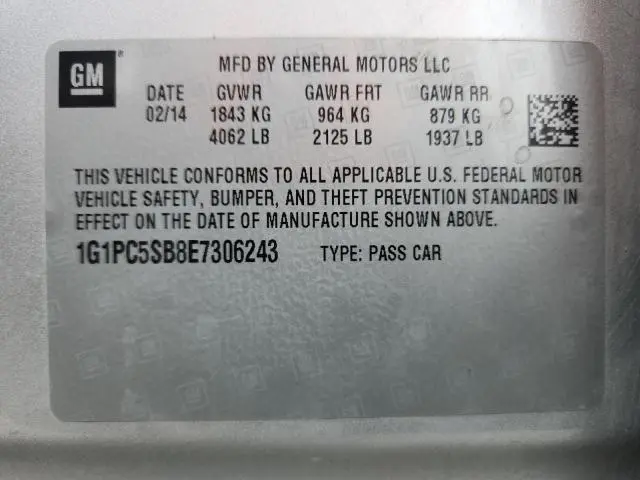 GM
®
MFD BY GENERAL MOTORS LLC
DATE GVWR GAWR FRT GAWR RR
02/14 1843 KG 964 KG 879 KG
4062 LB 2125 LB 1937 LB
THIS VEHICLE CONFORMS TO ALL APPLICABLE U.S. FEDERAL MOTOR
VEHICLE SAFETY, BUMPER, AND THEFT PREVENTION STANDARDS IN
EFFECT ON THE DATE OF MANUFACTURE SHOWN ABOVE.
1G1PC5SB8E7306243 TYPE: PASS CAR